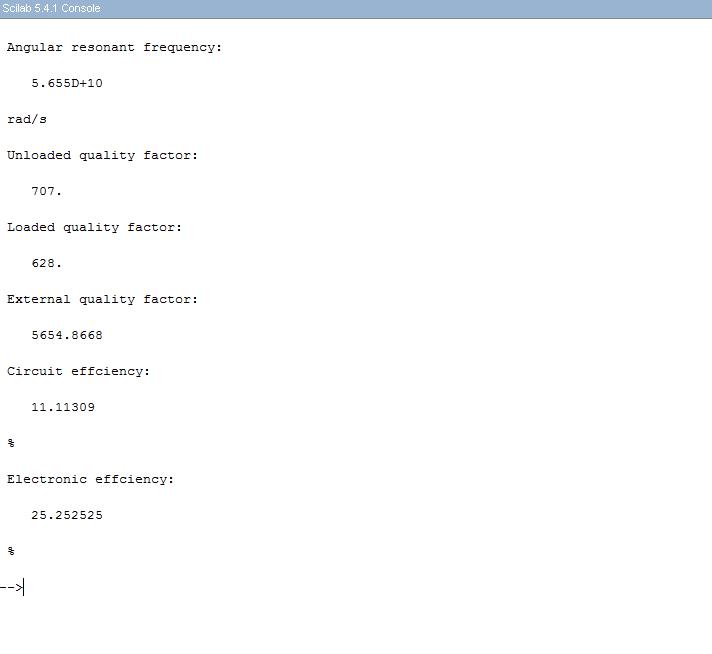 Scilab 5.4.1 Console
Angular resonant frequency:
5.655D+10
rad/s
Unloaded quality factor:
707.
Loaded quality factor:
628.
External quality factor:
5654.8668
Circuit effciency:
11.11309
%
Electronic effciency:
25.252525
%
-->